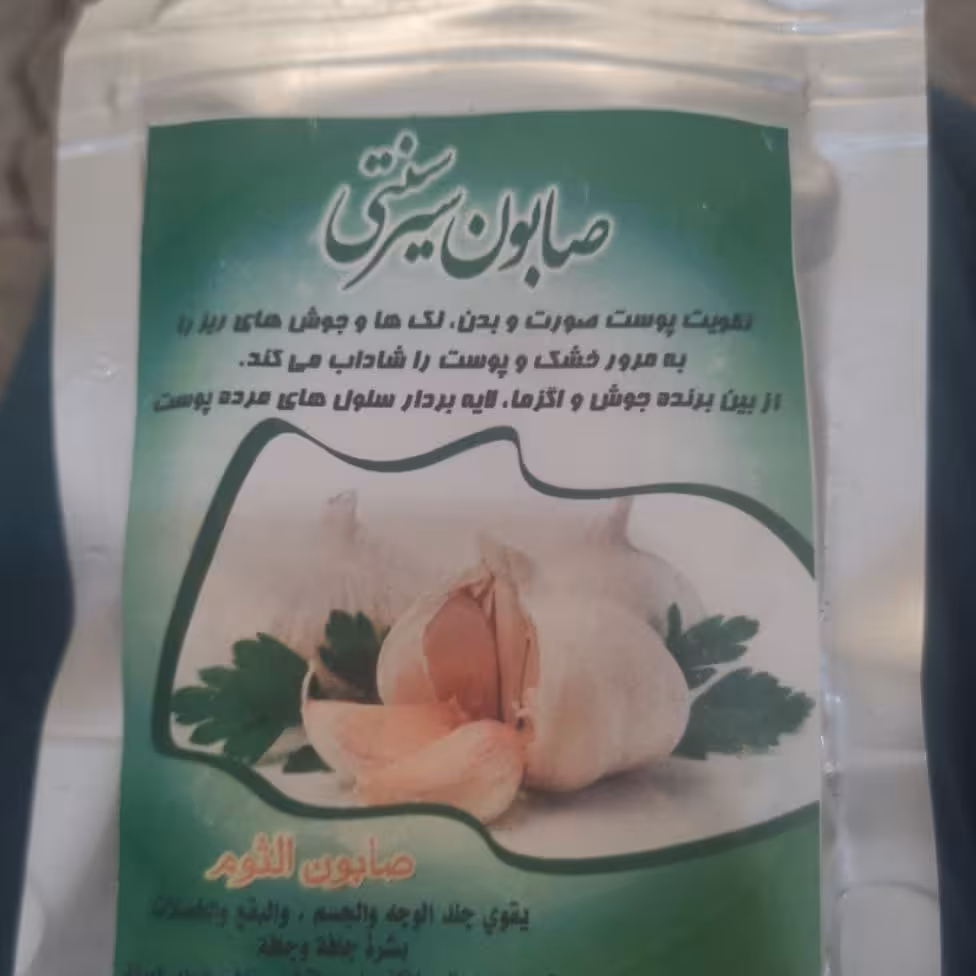 صابون سیر سنتی
تقویت پوست صورت و بدن، لک ها و جوش های ریز را
به مرور خشک و پوست را شاداب می کند.
از بین برنده جوش و اگزما، لایه بردار سلول های مرده پوست
صابون الثوم
يقوي جلد الوجه والجسم ، والبقع
بشرة جافة